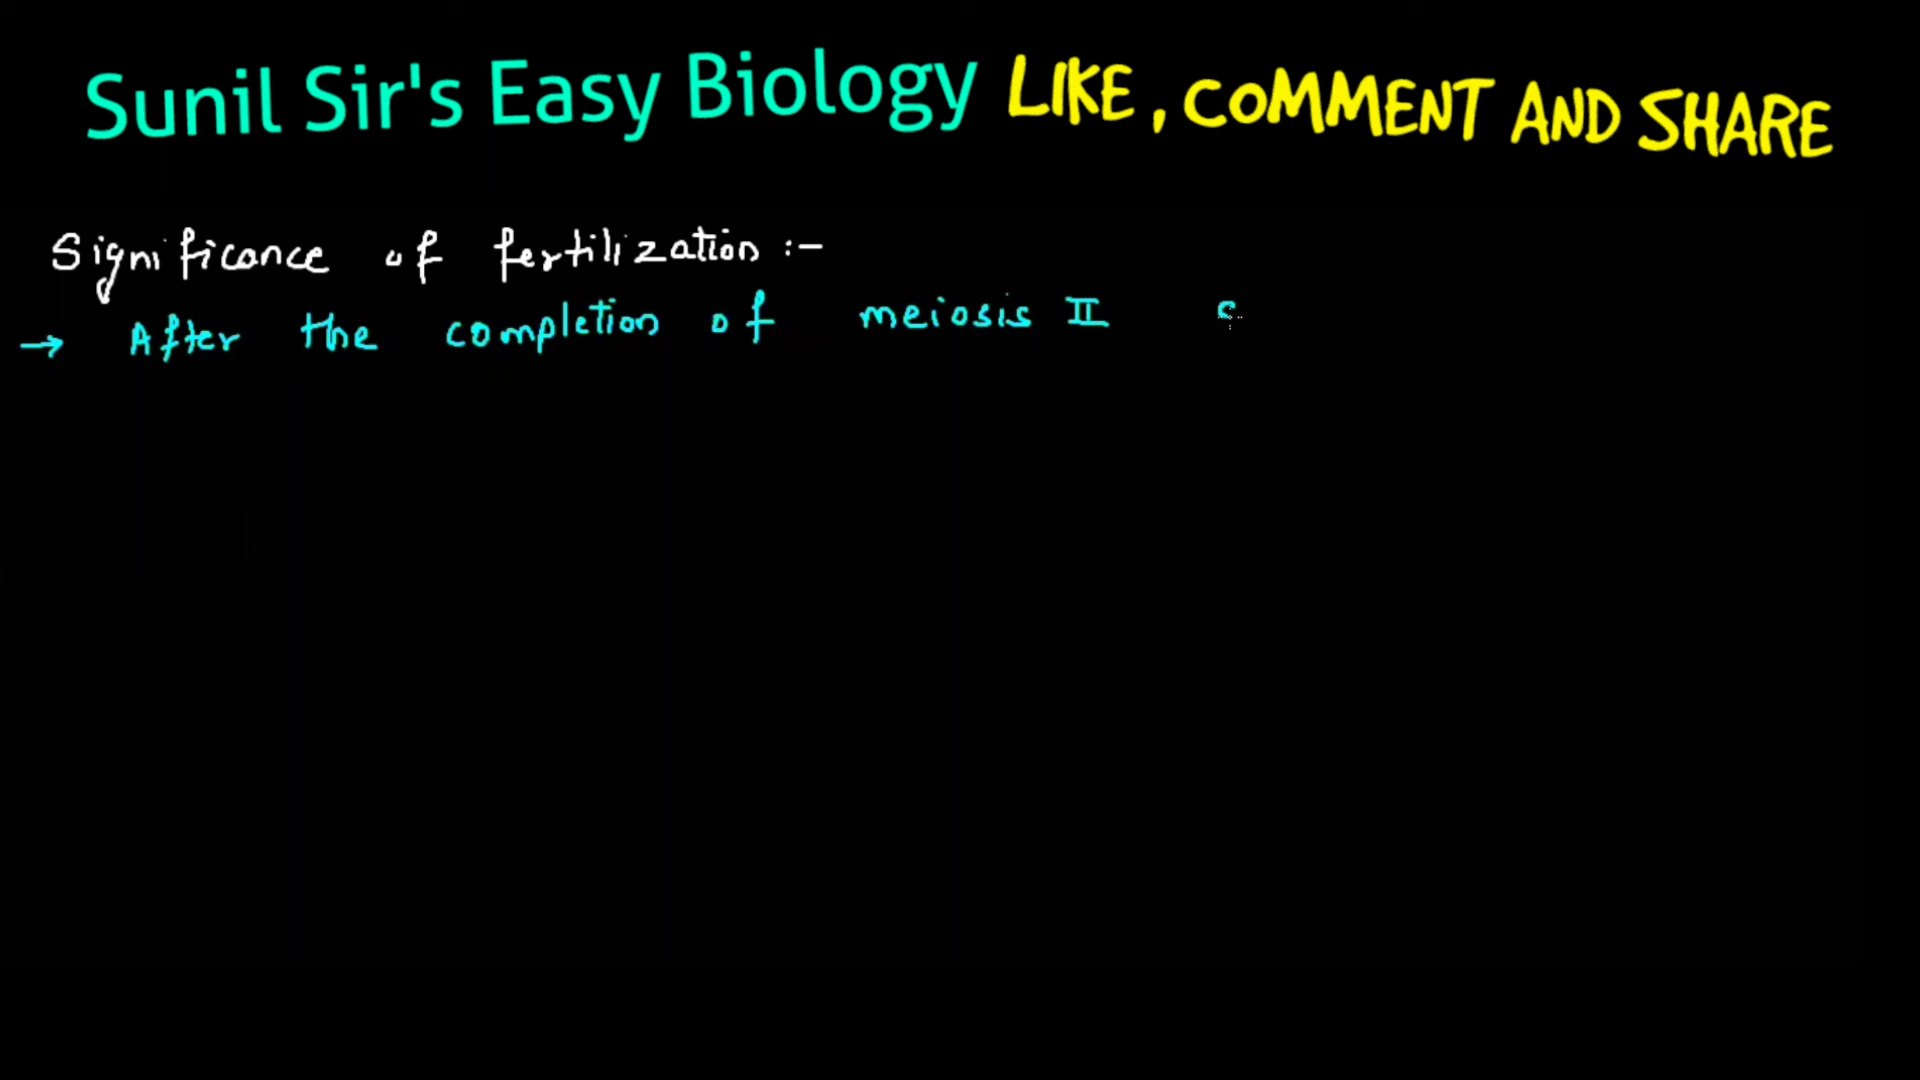 Sunil Sir's Easy Biology LIKE, COMMENT AND SHARE
Significance of fertilization :-
→ After the completion of meiosis II